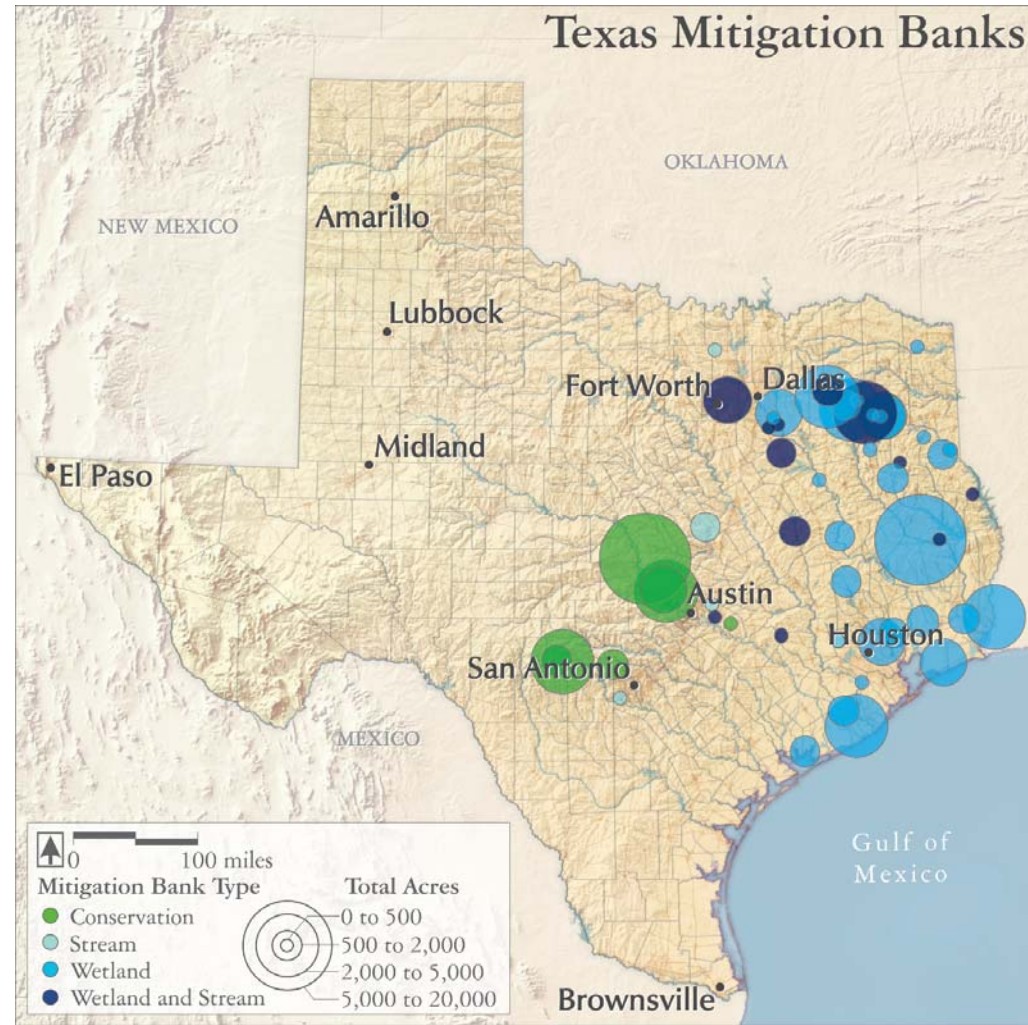 Texas Mitigation Banks
OKLAHOMA
NEW MEXICO
Amarillo
Lubbock
Fort Worth
Dallas
Midland
El Paso
Austin
Houston
San Antonio
MEXICO
Gulf of
Mexico
Brownsville
0 100 miles
Mitigation Bank Type
Conservation
Stream
Wetland
Wetland and Stream
Total Acres
0 to 500
500 to 2,000
2,000 to 5,000
5,000 to 20,000